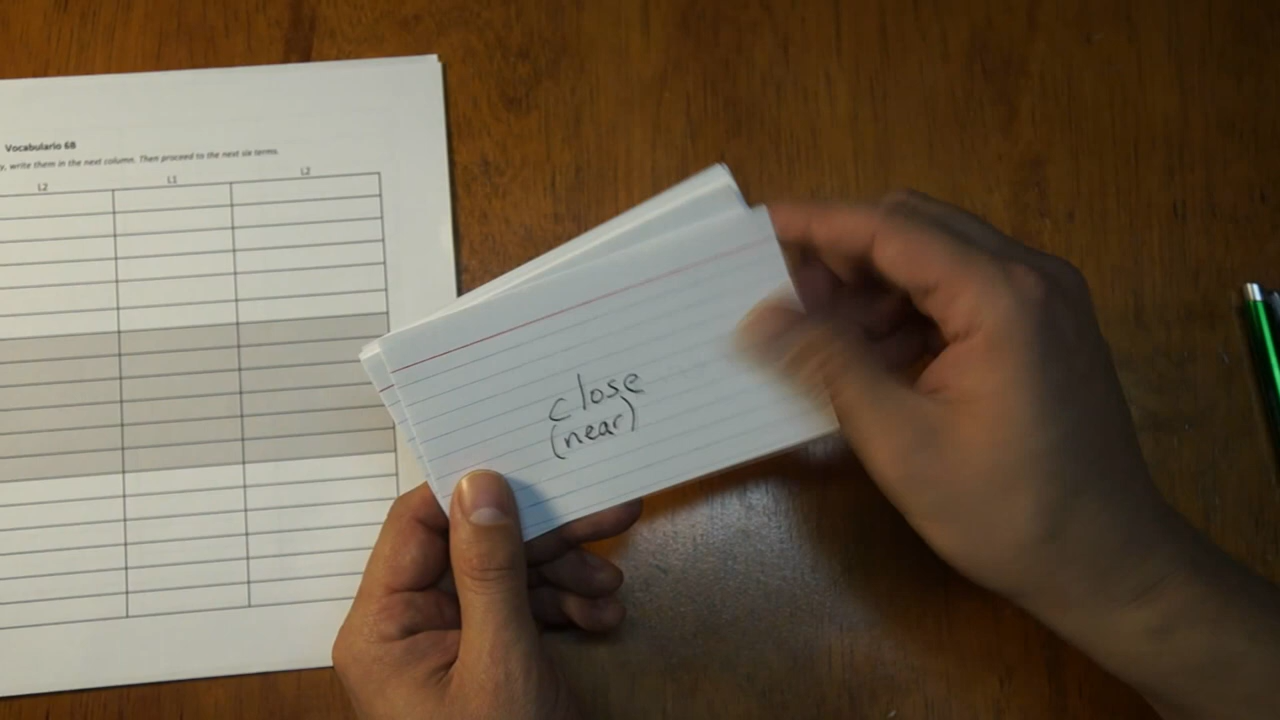 Vocabulario 6B
, write them in the next column. Then proceed to the next six terms.
L2 L1 L2
close
(near)